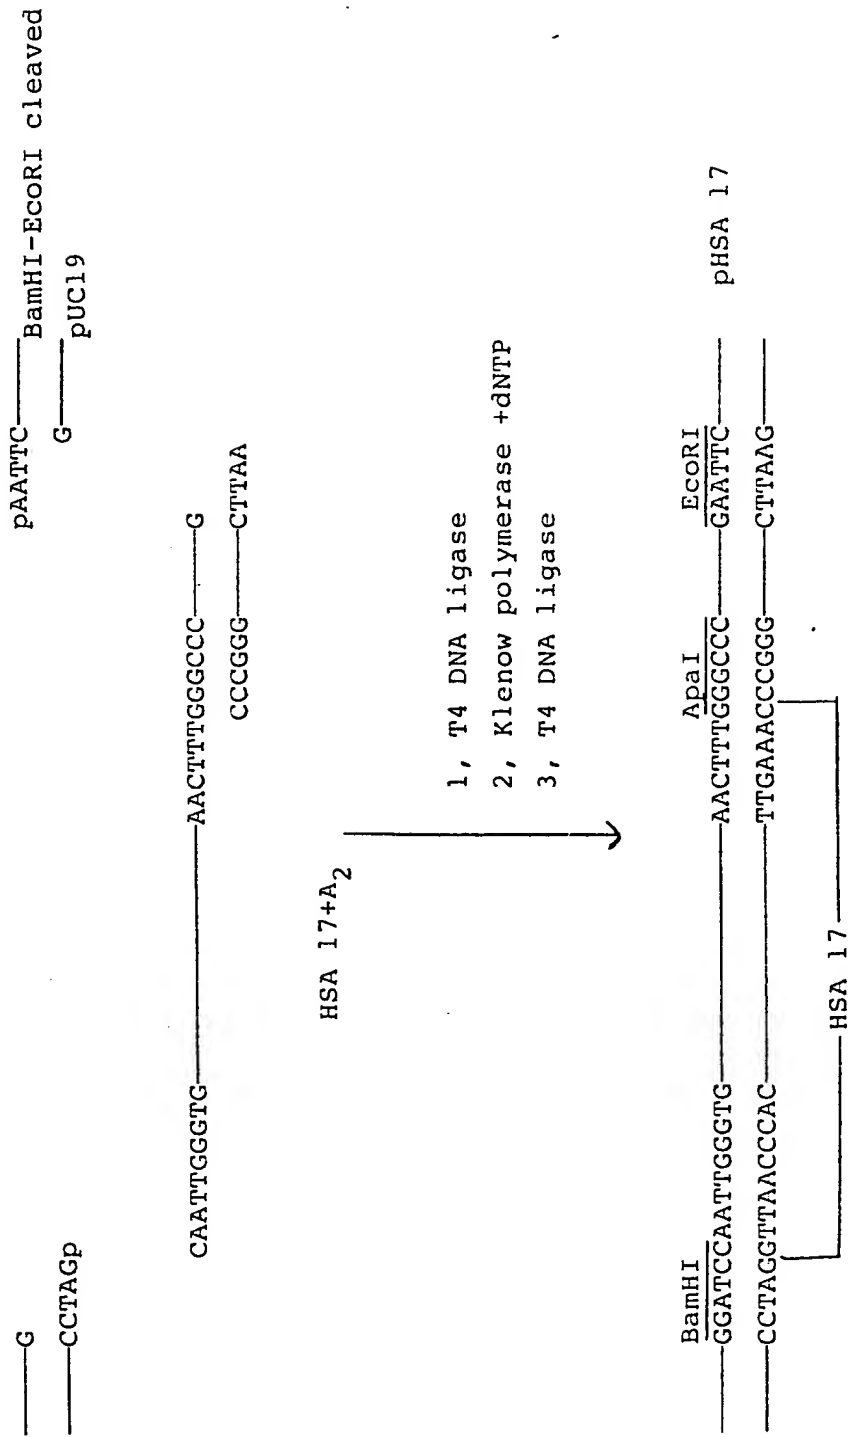 G pAATTC
BamHI-EcoRI cleaved
CCTAGp G
pUC19
CAATTGGGTG AACTTTGGGCCC G
CCCGGG CTTAA
HSA 17+A2
1, T4 DNA ligase
2, Klenow polymerase +dNTP
3, T4 DNA ligase
BamHI ApaI EcoRI
GGATCCAATTGGGTG AACTTTGGGCCC GAATTC
pHSA 17
CCTAGGTTAACCCAC TTGAAACCCGGG CTTAAG
HSA 17